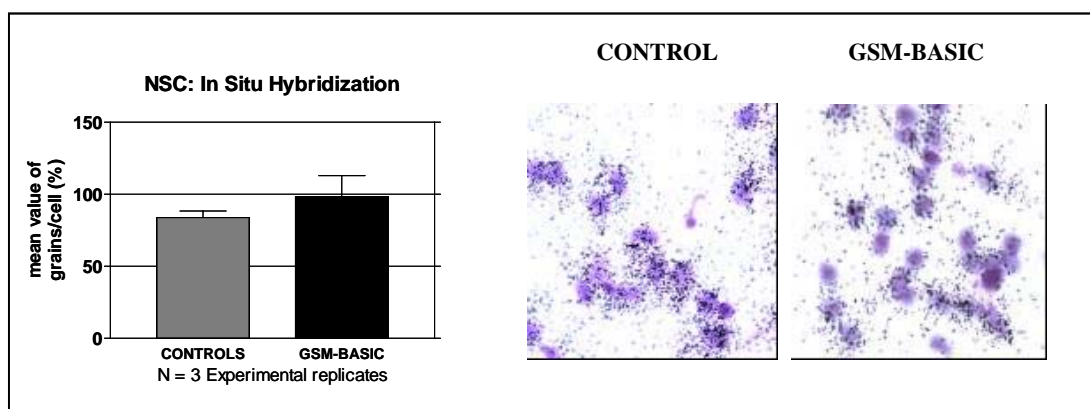 CONTROL
GSM-BASIC
NSC: In Situ Hybridization
mean value of
grains/cell (%)
150
100
50
0
CONTROLS
GSM-BASIC
N = 3 Experimental replicates